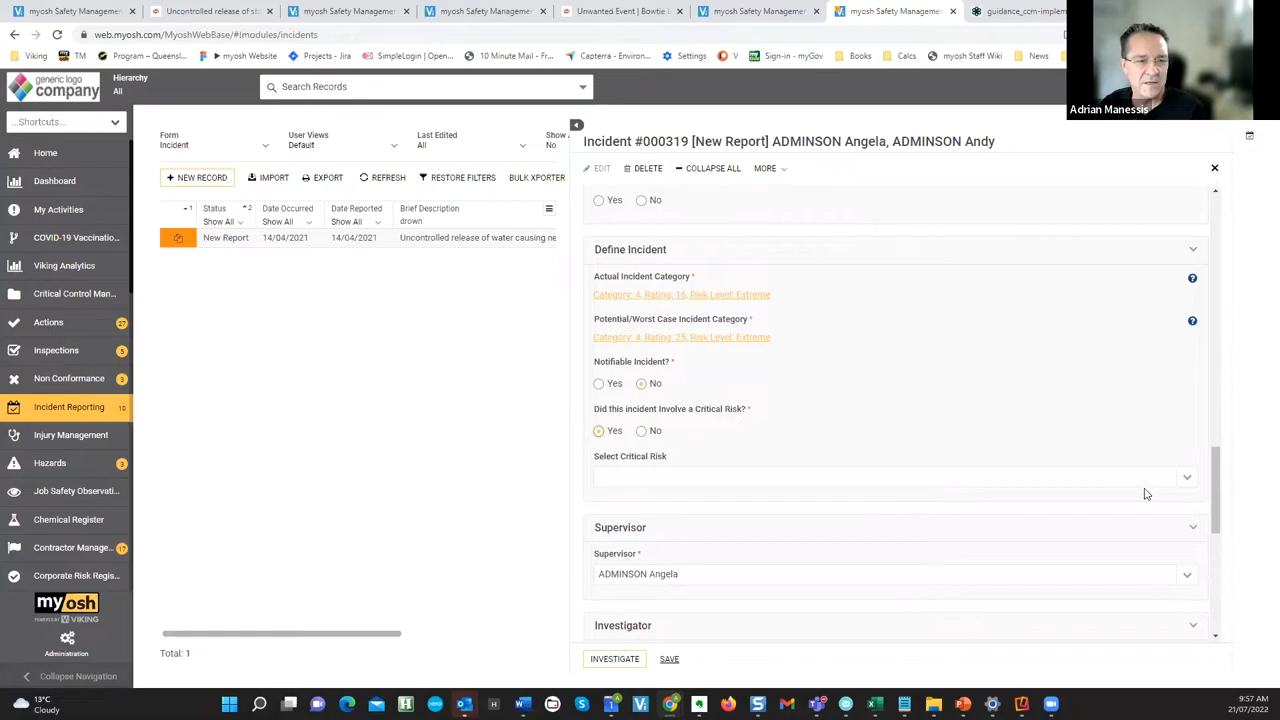 myosh Safety Managemen
Uncontrolled release of sta
myosh Safety Managemen
myosh Safety Managemen
Unwanted Event | Bowtie E
myosh Safety Managemen
myosh Safety Managemen
guidance_ccm-implem
web.myosh.com/MyoshWebBase/#!modules/incidents
Viking
TM
Program – Queensl...
myosh Website
Projects - Jira
SimpleLogin | Open...
10 Minute Mail - Fr...
Capterra - Environ...
Settings
V
Sign-in - myGov
Books
Calcs
myosh Staff Wiki
News
Adrian Manessis
generic logo
company
Hierarchy
All
Search Records
...Shortcuts...
Home
Dashboard
My Activities
COVID-19 Vaccinatio...
Viking Analytics
Critical Control Man...
Actions 27
Inspections 5
Non Conformance 3
Incident Reporting 10
Injury Management
Hazards 3
Job Safety Observati...
Chemical Register
Contractor Manage... 17
Corporate Risk Regis...
myosh
POWERED BY VIKING
Administration
Collapse Navigation
Form
Incident
User Views
Default
Last Edited
All
Show A
No
+ NEW RECORD
IMPORT
EXPORT
REFRESH
RESTORE FILTERS
BULK XPORTER
1
Status 2
Show All
Date Occurred
Show All
Date Reported
Show All
Brief Description
drown
New Report
14/04/2021
14/04/2021
Uncontrolled release of water causing ne
Total: 1
Incident #000319 [New Report] ADMINSON Angela, ADMINSON Andy
EDIT
DELETE
COLLAPSE ALL
MORE
Yes
No
Define Incident
Actual Incident Category *
Category: 4, Rating: 16, Risk Level: Extreme
Potential/Worst Case Incident Category *
Category: 4, Rating: 25, Risk Level: Extreme
Notifiable Incident? *
Yes
No
Did this incident Involve a Critical Risk? *
Yes
No
Select Critical Risk
Supervisor
Supervisor *
ADMINSON Angela
Investigator
INVESTIGATE
SAVE
13°C
Cloudy
9:57 AM
21/07/2022